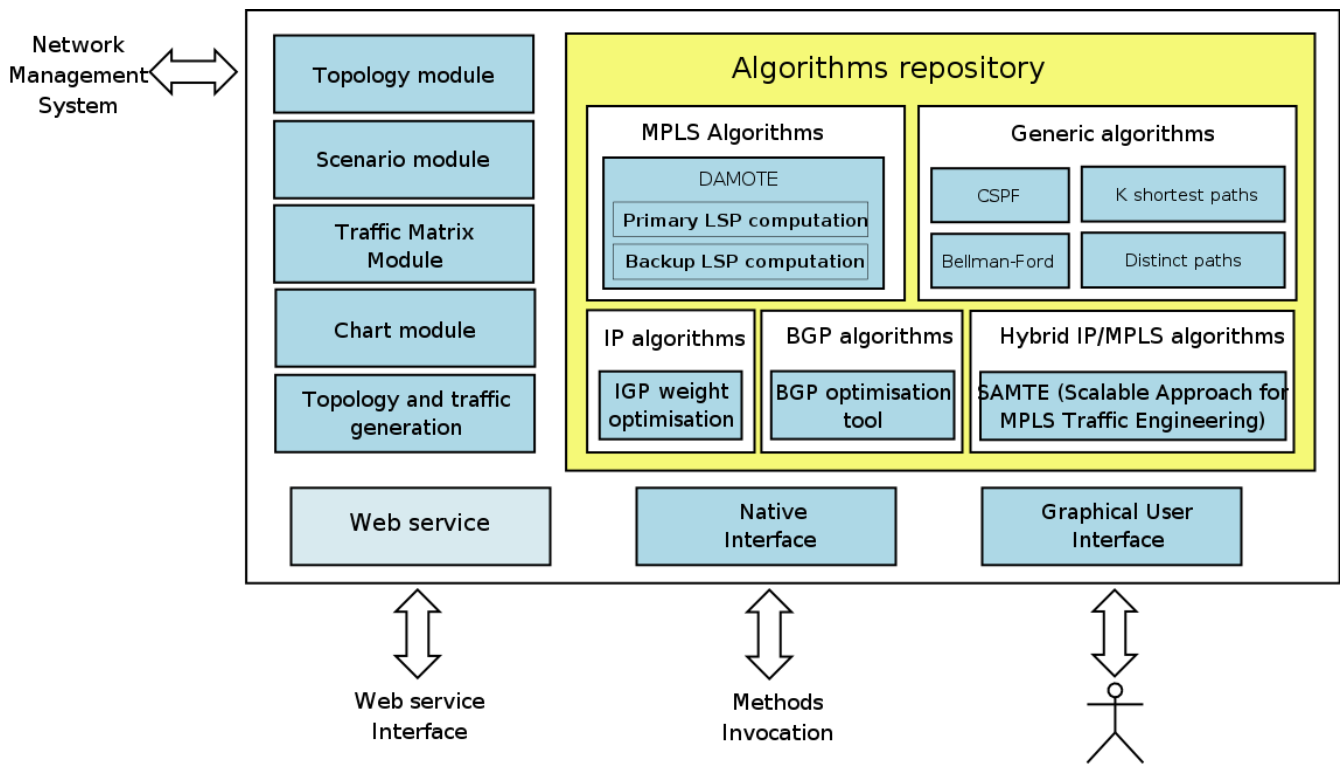 Network
Management
System
Topology module
Scenario module
Traffic Matrix
Module
Chart module
Topology and traffic
generation
Algorithms repository
MPLS Algorithms
DAMOTE
Primary LSP computation
Backup LSP computation
Generic algorithms
CSPF
K shortest paths
Bellman-Ford
Distinct paths
IP algorithms
IGP weight
optimisation
BGP algorithms
BGP optimisation
tool
Hybrid IP/MPLS algorithms
SAMTE (Scalable Approach for
MPLS Traffic Engineering)
Web service
Native
Interface
Graphical User
Interface
Web service
Interface
Methods
Invocation